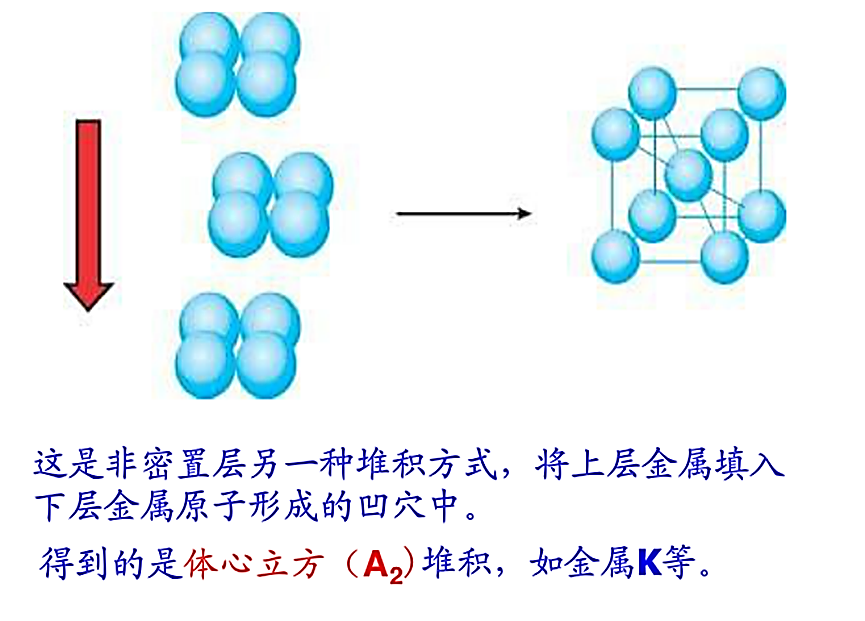 这是非密置层另一种堆积方式，将上层金属填入
下层金属原子形成的凹穴中。
得到的是体心立方（A2)堆积，如金属K等。